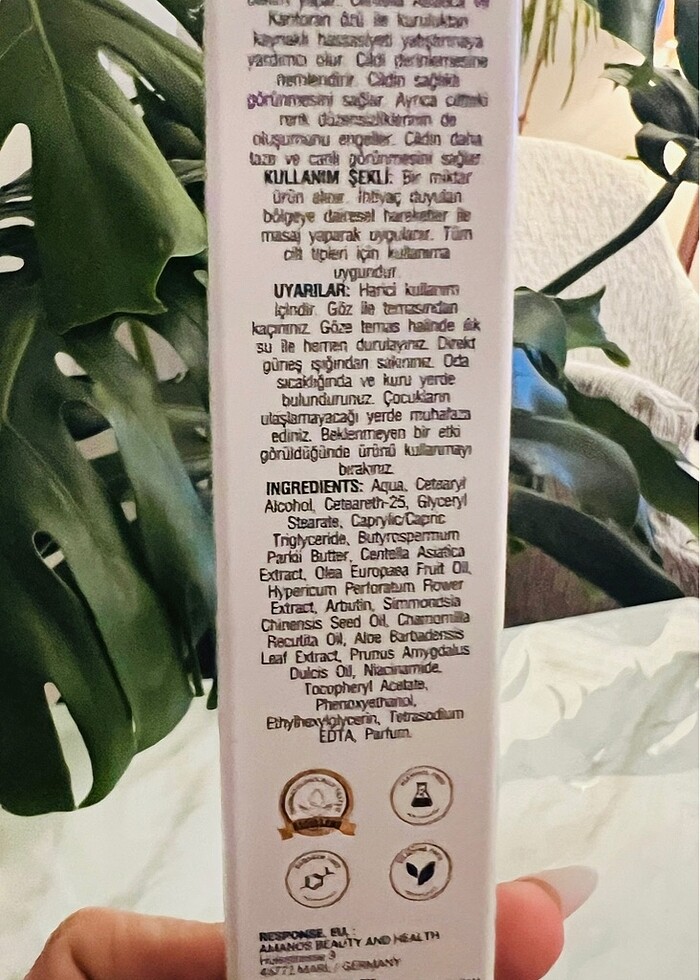 Kantoron özü ile kuruluktan
kaynaklı hassasiyeti yatıştırmaya
yardımcı olur. Cildi derinlemesine
nemlendirir. Cildin sağlıklı
görünmesini sağlar. Ayrıca ciltteki
renk düzensizliklerinin de
oluşumunu engeller. Cildin daha
taze ve canlı görünmesini sağlar.
KULLANIM ŞEKLİ: Bir miktar
ürün alınır. İhtiyaç duyulan
bölgeye dairesel hareketler ile
masaj yaparak uygulanır. Tüm
cilt tipleri için kullanıma
uygundur.
UYARILAR: Harici kullanım
içindir. Göz ile temasından
kaçınınız. Göze temas halinde ılık
su ile hemen durulayınız. Direkt
güneş ışığından sakınınız. Oda
sıcaklığında ve kuru yerde
bulundurunuz. Çocukların
ulaşamayacağı yerde muhafaza
ediniz. Beklenmeyen bir etki
görüldüğünde ürünü kullanmayı
bırakınız.
INGREDIENTS: Aqua, Cetearyl
Alcohol, Ceteareth-25, Glyceryl
Stearate, Caprylic/Capric
Triglyceride, Butyrospermum
Parkii Butter, Centella Asiatica
Extract, Olea Europaea Fruit Oil,
Hypericum Perforatum Flower
Extract, Arbutin, Simmondsia
Chinensis Seed Oil, Chamomilla
Recutita Oil, Aloe Barbadensis
Leaf Extract, Prunus Amygdalus
Dulcis Oil, Niacinamide,
Tocopheryl Acetate,
Phenoxyethanol,
Ethylhexylglycerin, Tetrasodium
EDTA, Parfum.
RESPONSE. EU. :
AMANOS BEAUTY AND HEALTH
45772 MARL / GERMANY